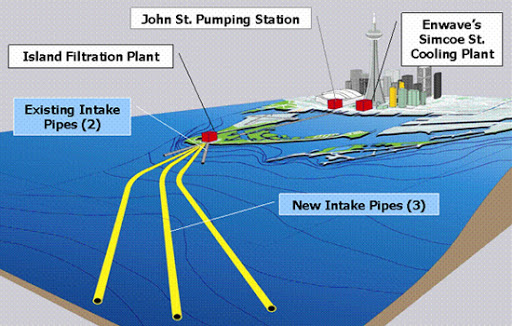 John St. Pumping Station
Enwave's
Simcoe St.
Cooling Plant
Island Filtration Plant
Existing Intake
Pipes (2)
New Intake Pipes (3)